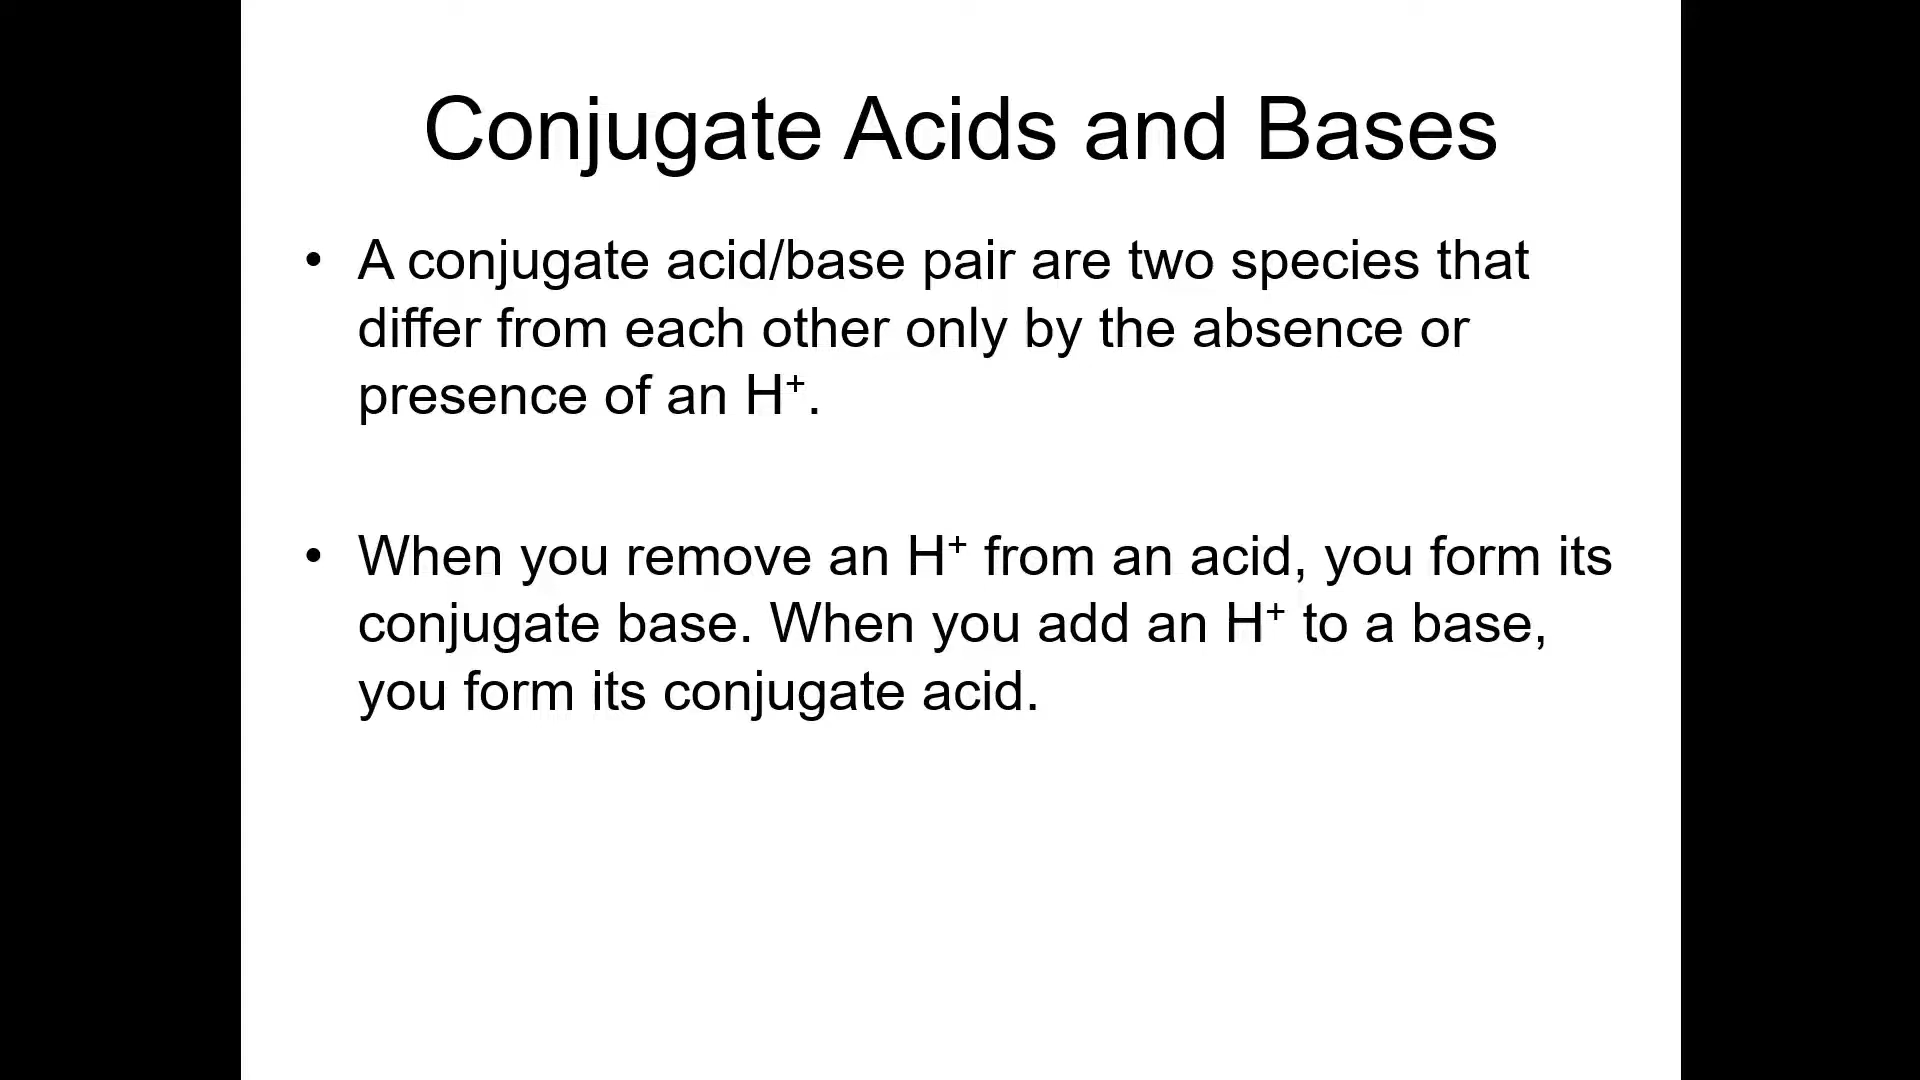 Conjugate Acids and Bases
• A conjugate acid/base pair are two species that
differ from each other only by the absence or
presence of an H⁺.
• When you remove an H⁺ from an acid, you form its
conjugate base. When you add an H⁺ to a base,
you form its conjugate acid.